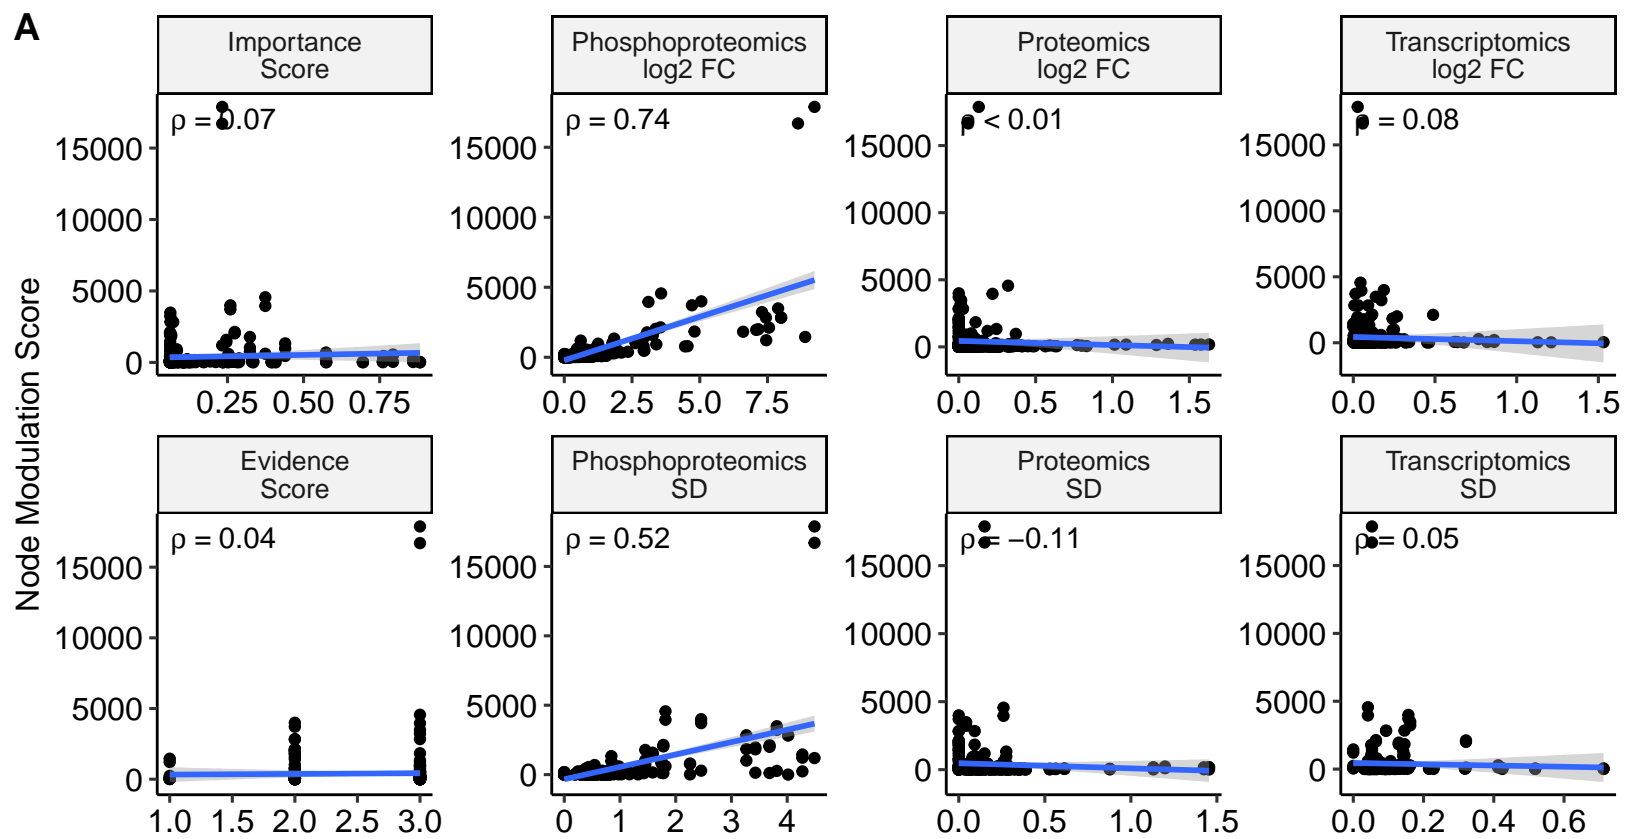 A
Importance
Score
Phosphoproteomics
log2 FC
Proteomics
log2 FC
Transcriptomics
log2 FC
ρ = 0.07
ρ = 0.74
ρ < 0.01
ρ = 0.08
15000
10000
5000
0
15000
10000
5000
0
15000
10000
5000
0
15000
10000
5000
0
0.25 0.50 0.75
0.0 2.5 5.0 7.5
0.0 0.5 1.0 1.5
0.0 0.5 1.0 1.5
Node Modulation Score
Evidence
Score
Phosphoproteomics
SD
Proteomics
SD
Transcriptomics
SD
ρ = 0.04
ρ = 0.52
ρ = −0.11
ρ = 0.05
15000
10000
5000
0
15000
10000
5000
0
15000
10000
5000
0
15000
10000
5000
0
1.0 1.5 2.0 2.5 3.0
0 1 2 3 4
0.0 0.5 1.0 1.5
0.0 0.2 0.4 0.6